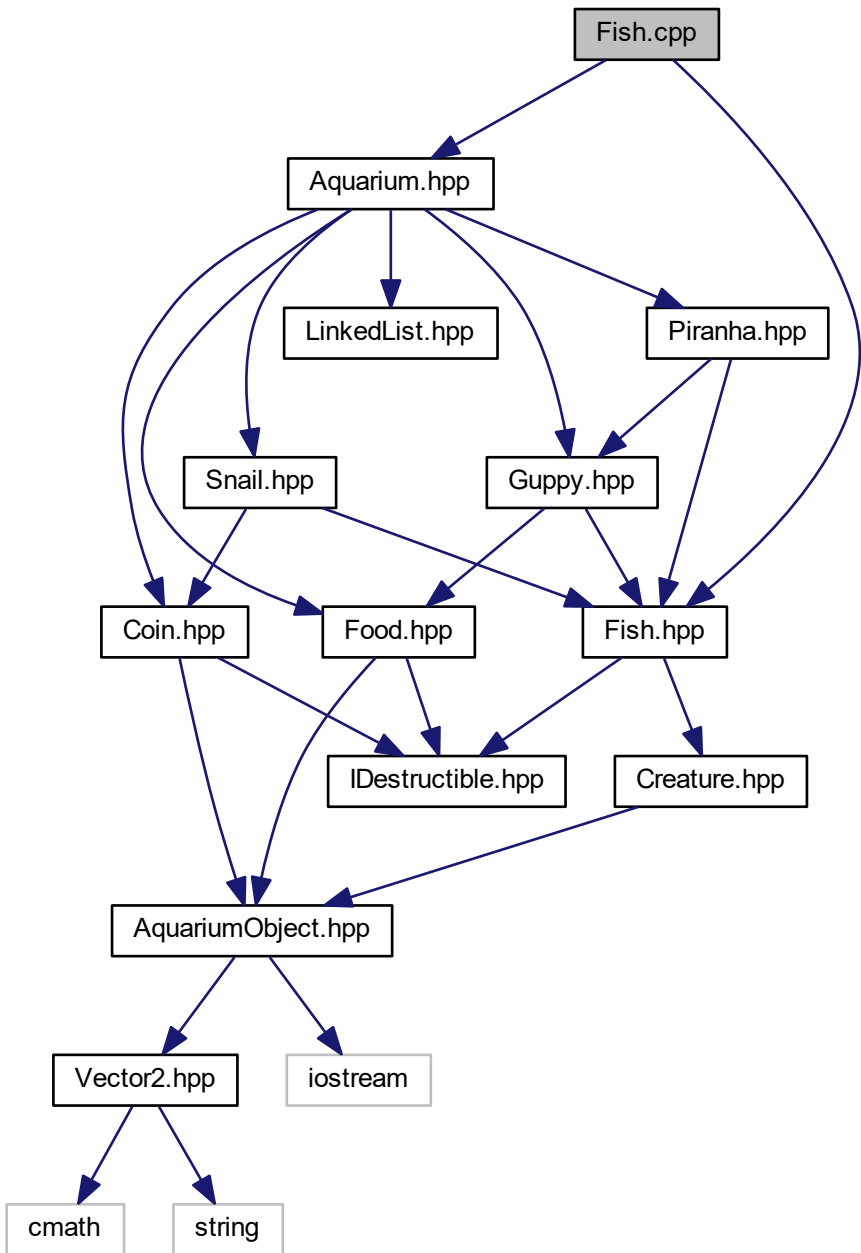 Fish.cpp
Aquarium.hpp
LinkedList.hpp
Piranha.hpp
Snail.hpp
Guppy.hpp
Coin.hpp
Food.hpp
Fish.hpp
IDestructible.hpp
Creature.hpp
AquariumObject.hpp
Vector2.hpp
iostream
cmath
string